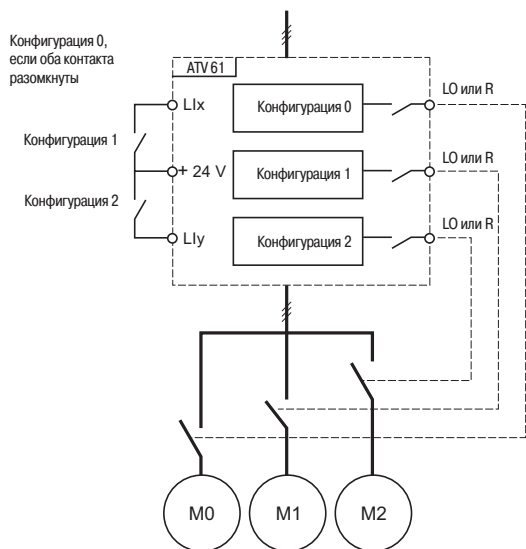 Конфигурация 0,
если оба контакта
разомкнуты
ATV 61
LIx
Конфигурация 0
LO или R
Конфигурация 1
+ 24 V
Конфигурация 1
LO или R
Конфигурация 2
LIy
Конфигурация 2
LO или R
M0
M1
M2